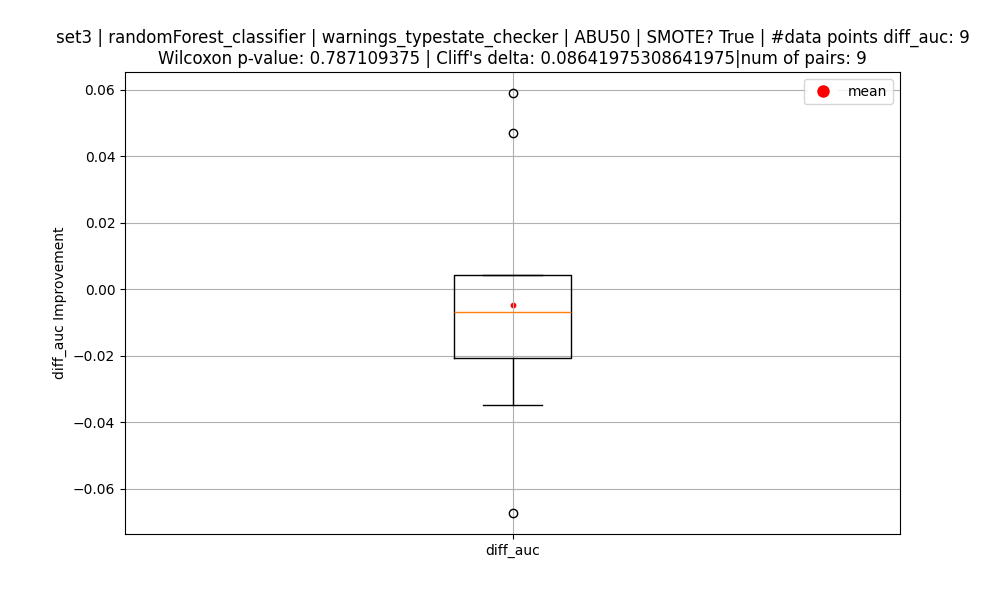 set3 | randomForest_classifier | warnings_typestate_checker | ABU50 | SMOTE? True | #data points diff_auc: 9
Wilcoxon p-value: 0.787109375 | Cliff's delta: 0.08641975308641975|num of pairs: 9
mean
0.06
0.04
0.02
0.00
−0.02
−0.04
−0.06
diff_auc Improvement
diff_auc